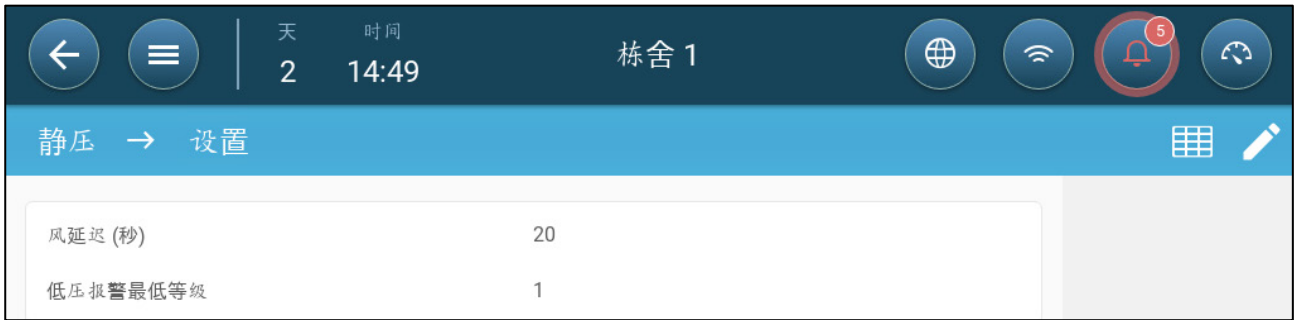 天 时间
2 14:49
栋舍 1
5
静压 → 设置
风延迟 (秒) 20
低压报警最低等级 1